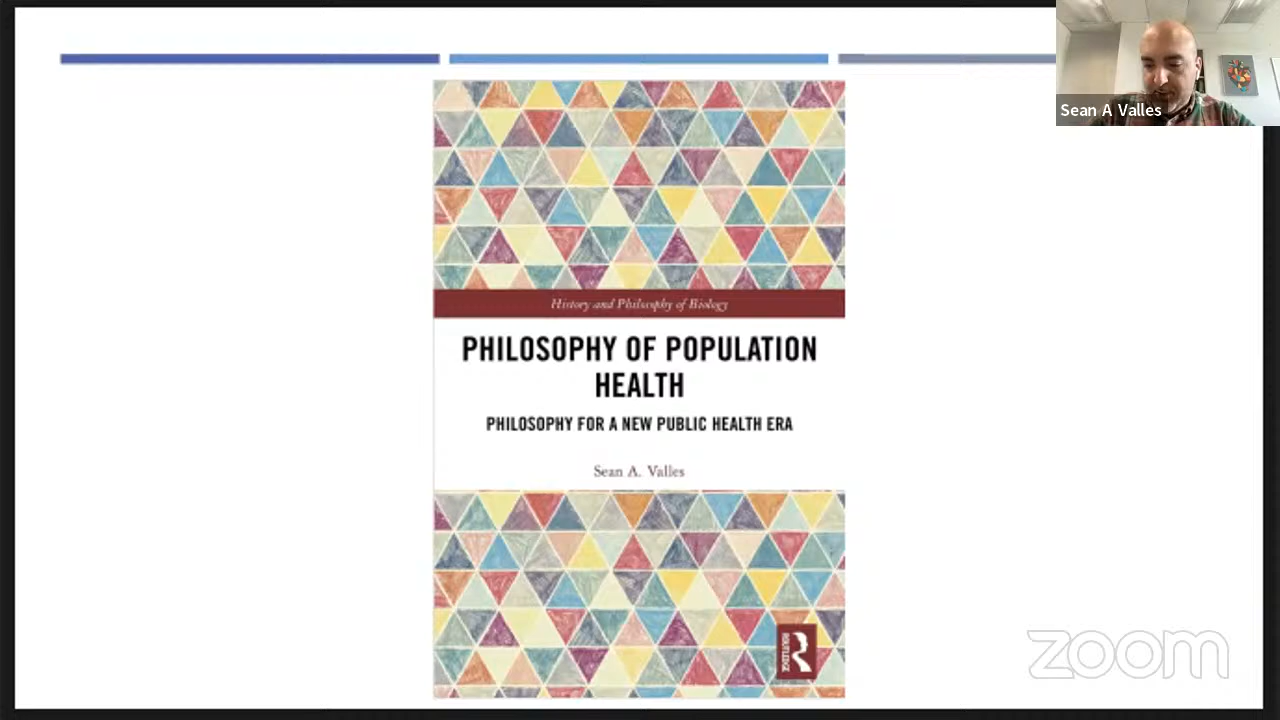 Sean A Valles
History and Philosophy of Biology
PHILOSOPHY OF POPULATION
HEALTH
PHILOSOPHY FOR A NEW PUBLIC HEALTH ERA
Sean A. Valles
ROUTLEDGE
zoom